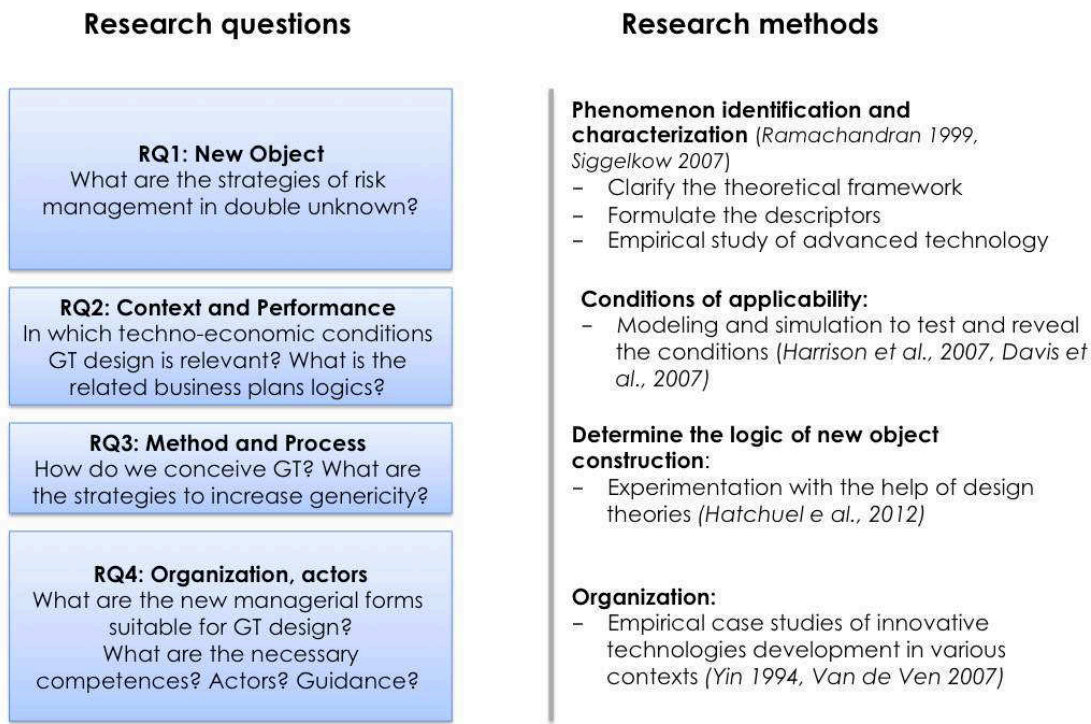 Research questions
RQ1: New Object
What are the strategies of risk
management in double unknown?
RQ2: Context and Performance
In which techno-economic conditions
GT design is relevant? What is the
related business plans logics?
RQ3: Method and Process
How do we conceive GT? What are
the strategies to increase genericity?
RQ4: Organization, actors
What are the new managerial forms
suitable for GT design?
What are the necessary
competences? Actors? Guidance?
Research methods
Phenomenon identification and
characterization (Ramachandran 1999,
Siggelkow 2007)
- Clarify the theoretical framework
- Formulate the descriptors
- Empirical study of advanced technology
Conditions of applicability:
- Modeling and simulation to test and reveal
the conditions (Harrison et al., 2007, Davis et
al., 2007)
Determine the logic of new object
construction:
- Experimentation with the help of design
theories (Hatchuel e al., 2012)
Organization:
- Empirical case studies of innovative
technologies development in various
contexts (Yin 1994, Van de Ven 2007)